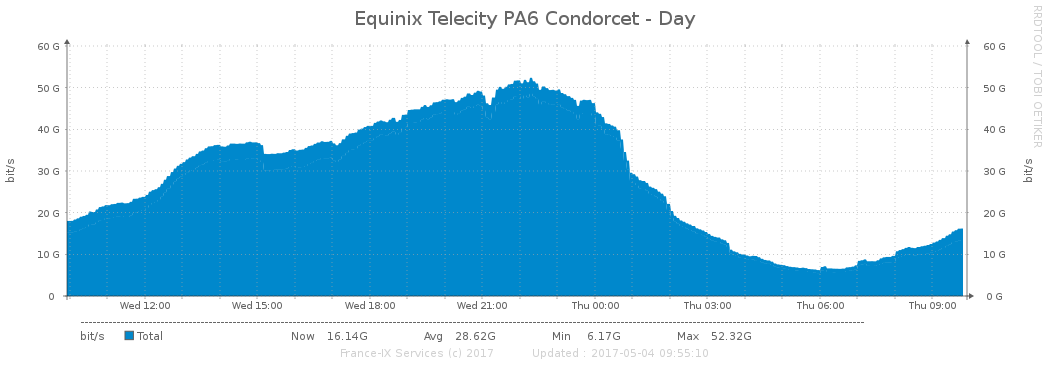 Equinix Telecity PA6 Condorcet - Day
RRDTOOL / TOBI OETIKER
60 G 60 G
50 G 50 G
40 G 40 G
30 G 30 G
20 G 20 G
10 G 10 G
0 0 G
bit/s
bit/s
Wed 12:00 Wed 15:00 Wed 18:00 Wed 21:00 Thu 00:00 Thu 03:00 Thu 06:00 Thu 09:00
bit/s Total Now 16.14G Avg 28.62G Min 6.17G Max 52.32G
France-IX Services (c) 2017 Updated : 2017-05-04 09:55:10